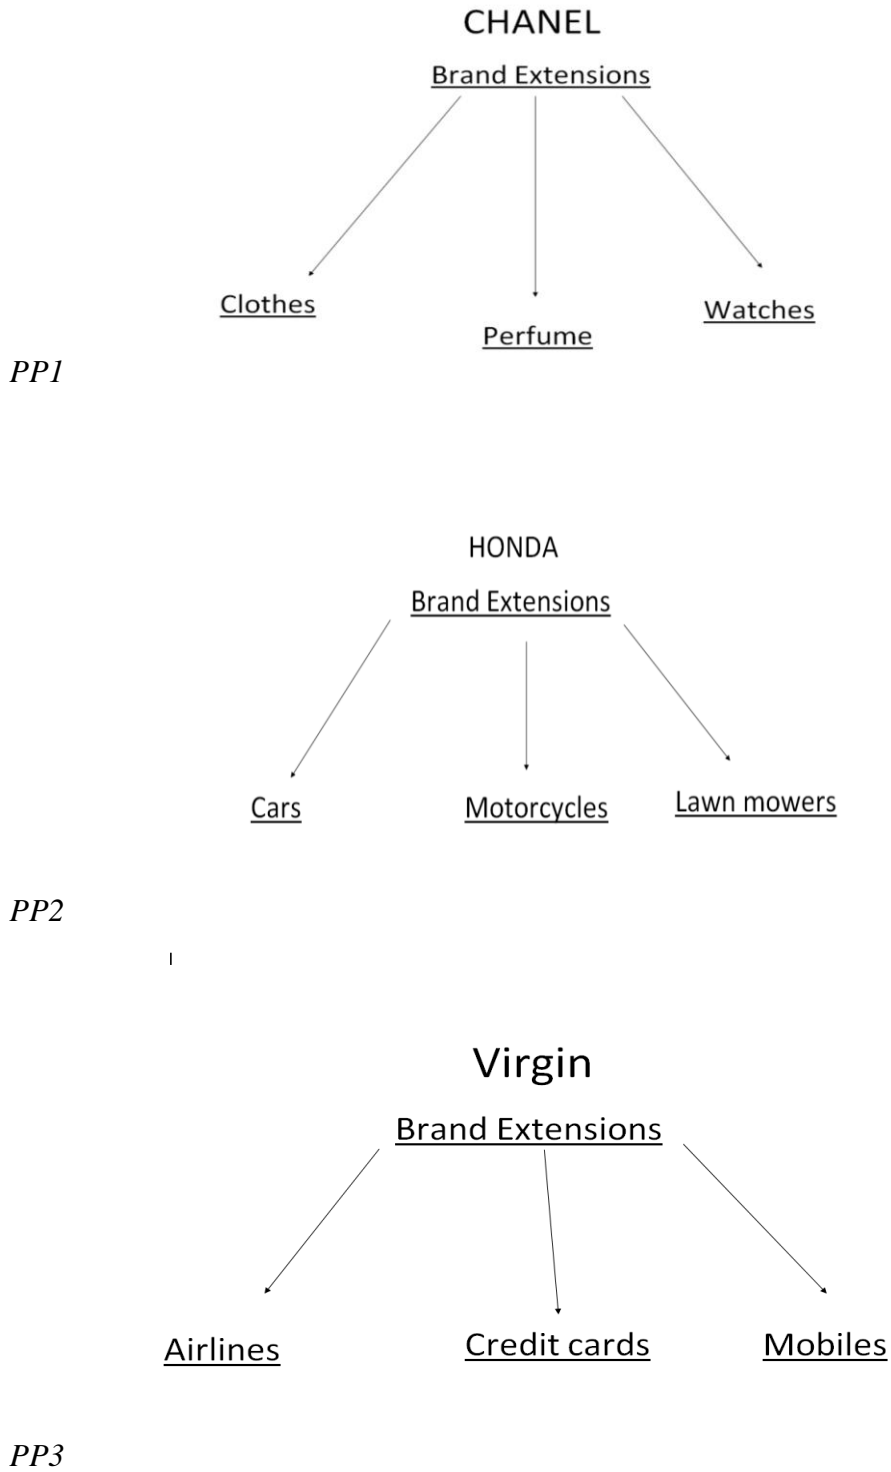 CHANEL
Brand Extensions
Clothes
Perfume
Watches
PP1
HONDA
Brand Extensions
Cars
Motorcycles
Lawn mowers
PP2
Virgin
Brand Extensions
Airlines
Credit cards
Mobiles
PP3